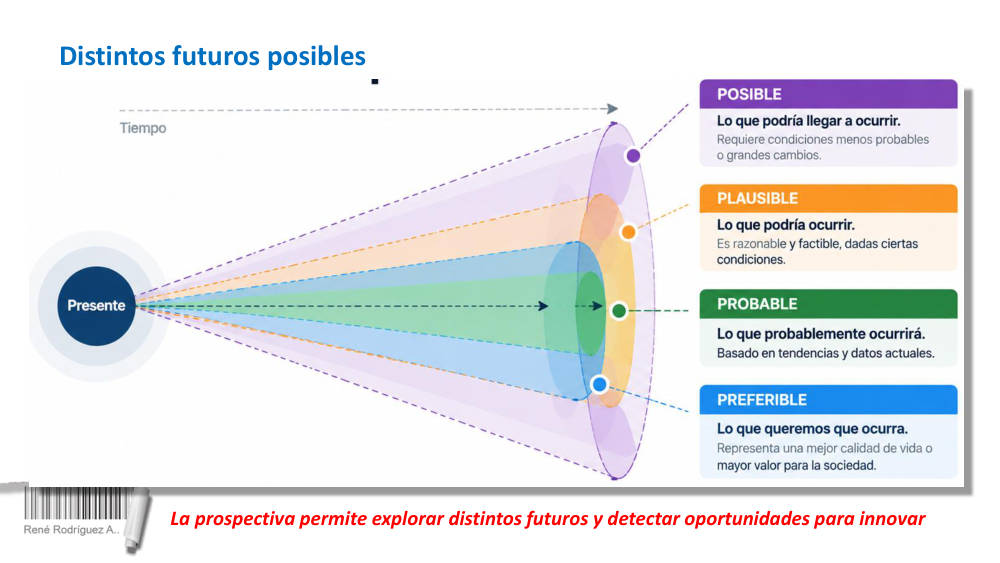 Distintos futuros posibles
Tiempo
Presente
POSIBLE
Lo que podría llegar a ocurrir.
Requiere condiciones menos probables
o grandes cambios.
PLAUSIBLE
Lo que podría ocurrir.
Es razonable y factible, dadas ciertas
condiciones.
PROBABLE
Lo que probablemente ocurrirá.
Basado en tendencias y datos actuales.
PREFERIBLE
Lo que queremos que ocurra.
Representa una mejor calidad de vida o
mayor valor para la sociedad.
René Rodríguez A..
La prospectiva permite explorar distintos futuros y detectar oportunidades para innovar